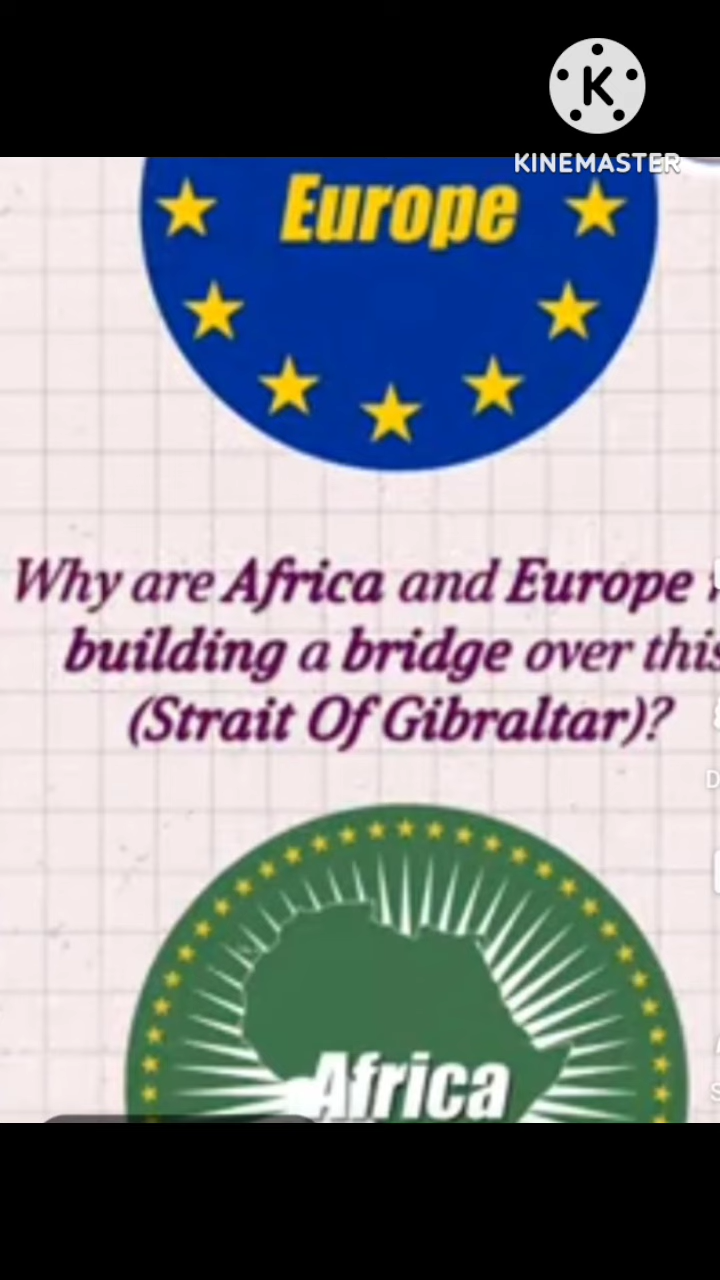 KINEMASTER
Europe
Why are Africa and Europe
building a bridge over this
(Strait Of Gibraltar)?
Africa